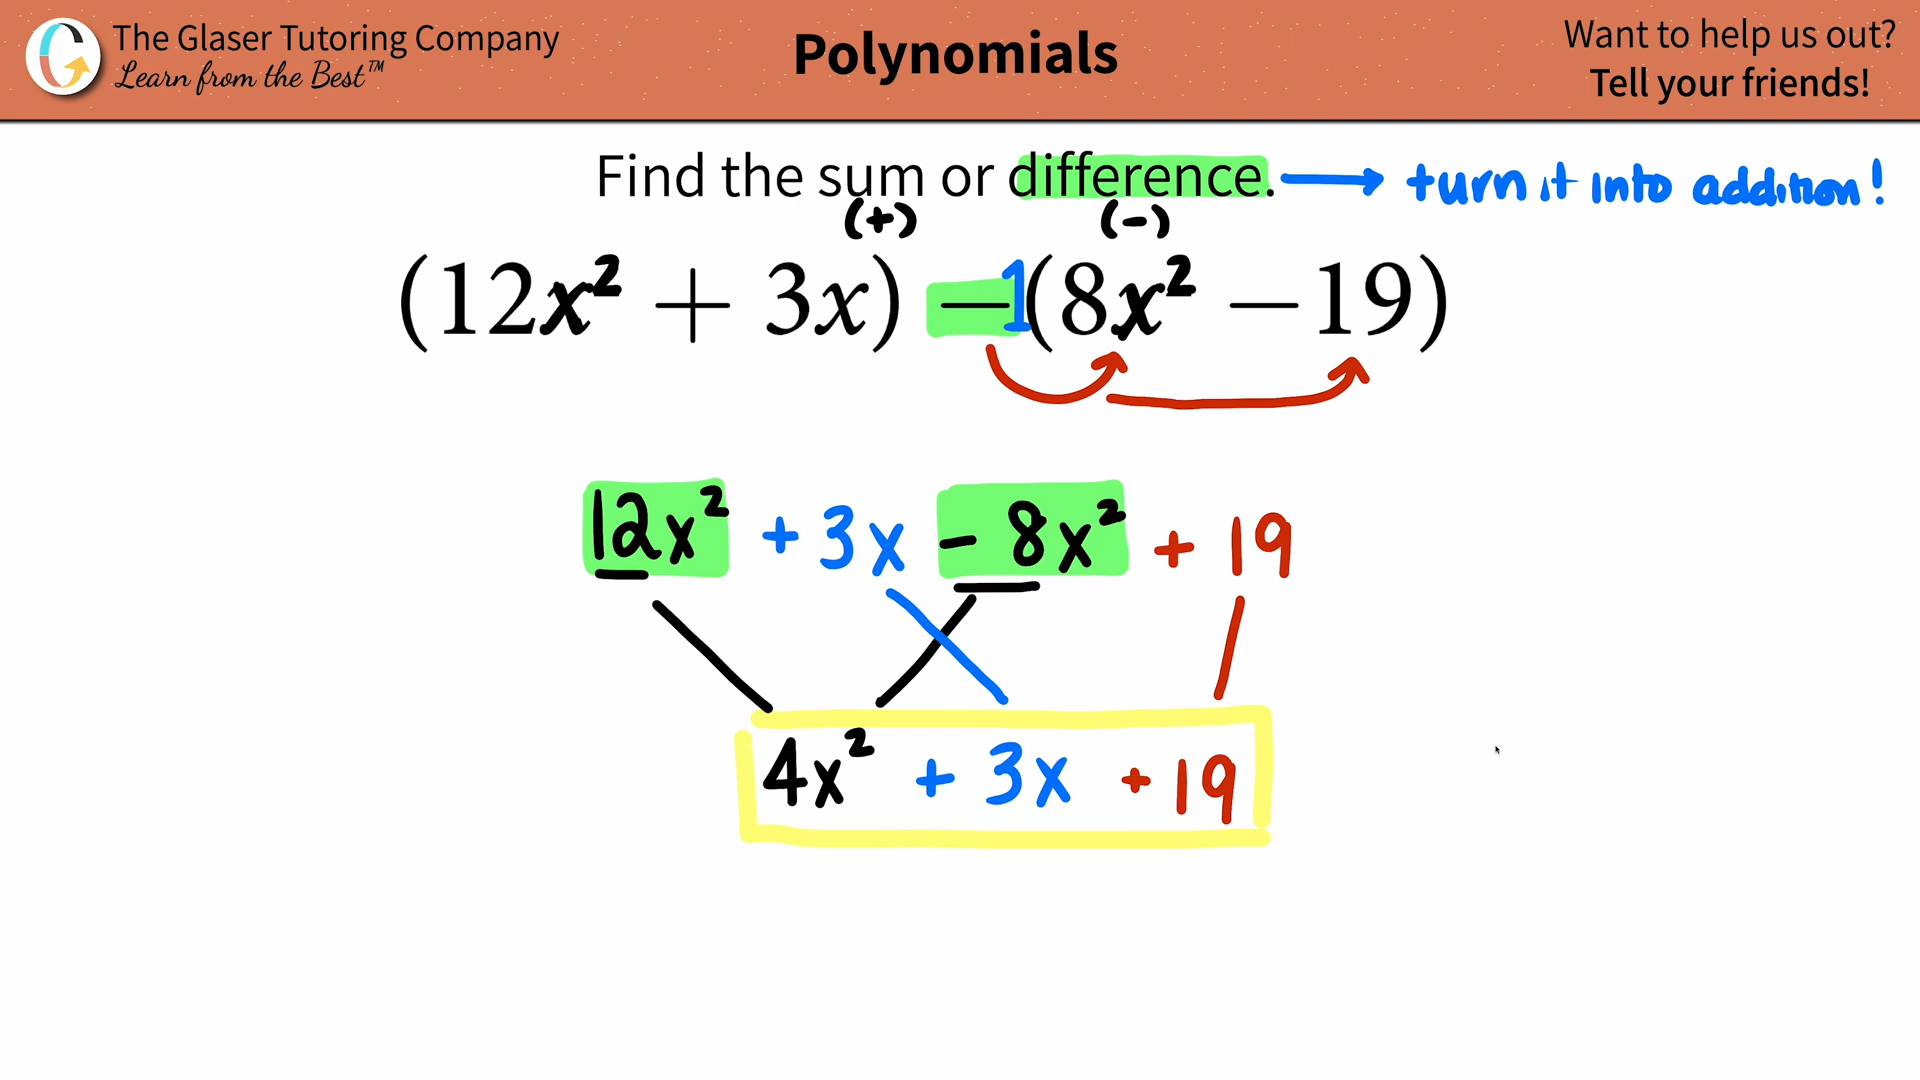 The Glaser Tutoring Company
Learn from the Best™
Polynomials
Want to help us out?
Tell your friends!
Find the sum or difference. → turn it into addition!
(+) (-)
(12x² + 3x) −1(8x² − 19)
12x² + 3x - 8x² + 19
4x² + 3x + 19